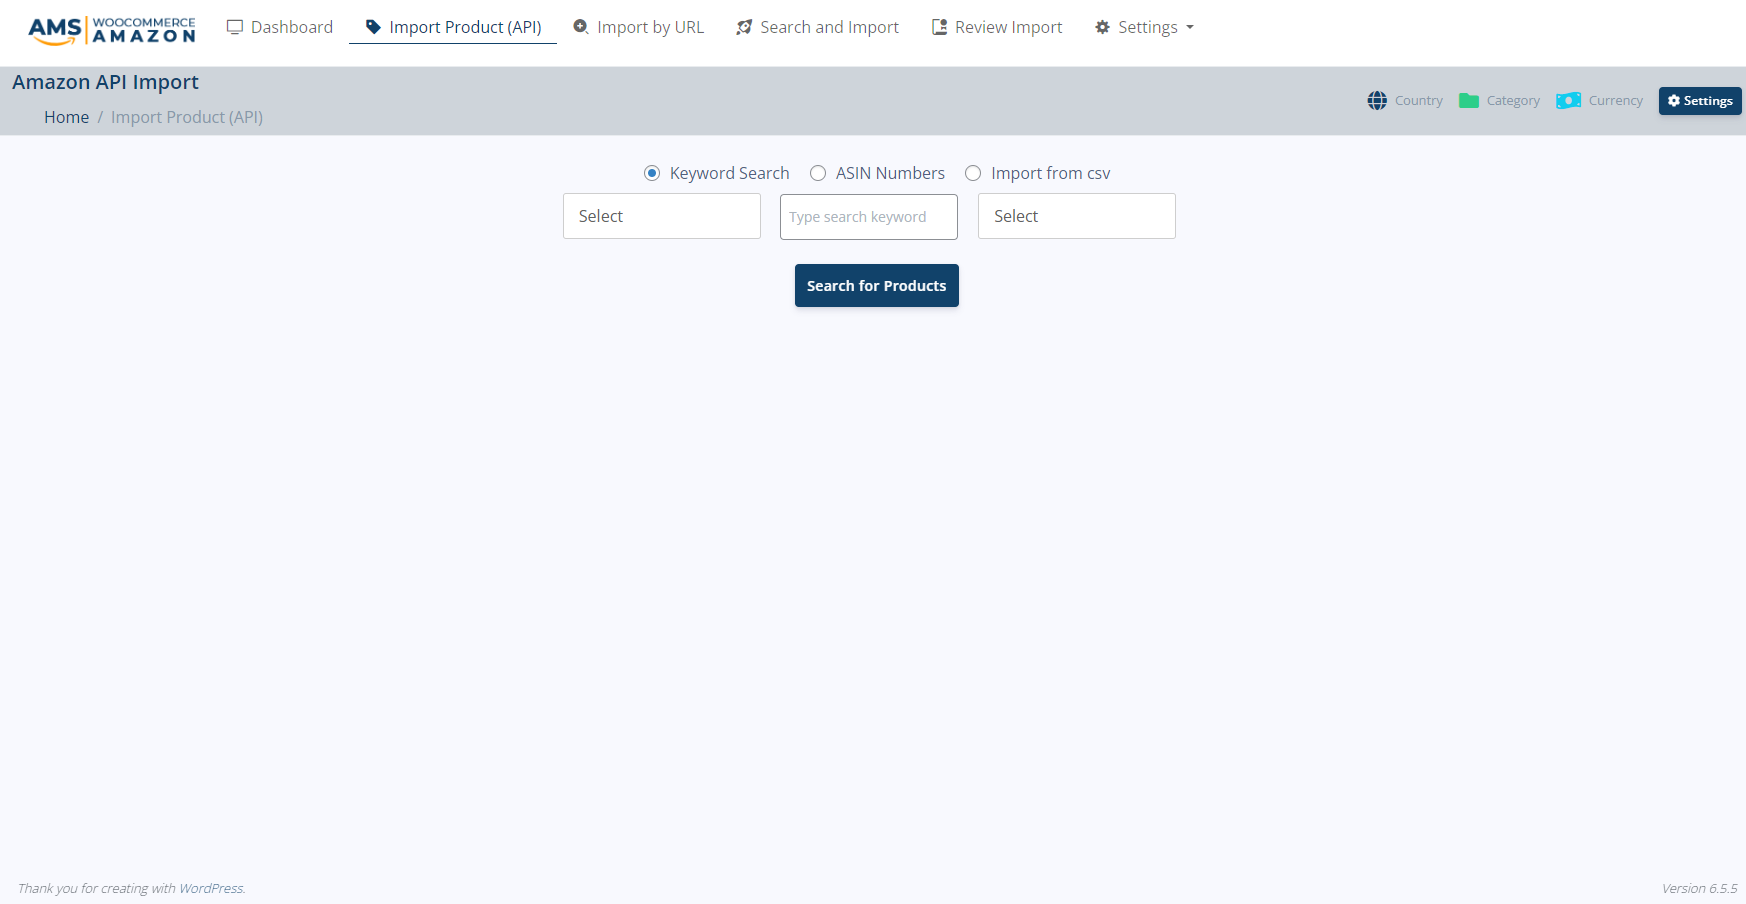 AMS WOOCOMMERCE AMAZON
Dashboard
Import Product (API)
Import by URL
Search and Import
Review Import
Settings
Amazon API Import
Home / Import Product (API)
Country
Category
Currency
Settings
Keyword Search
ASIN Numbers
Import from csv
Select
Type search keyword
Select
Search for Products
Thank you for creating with WordPress.
Version 6.5.5